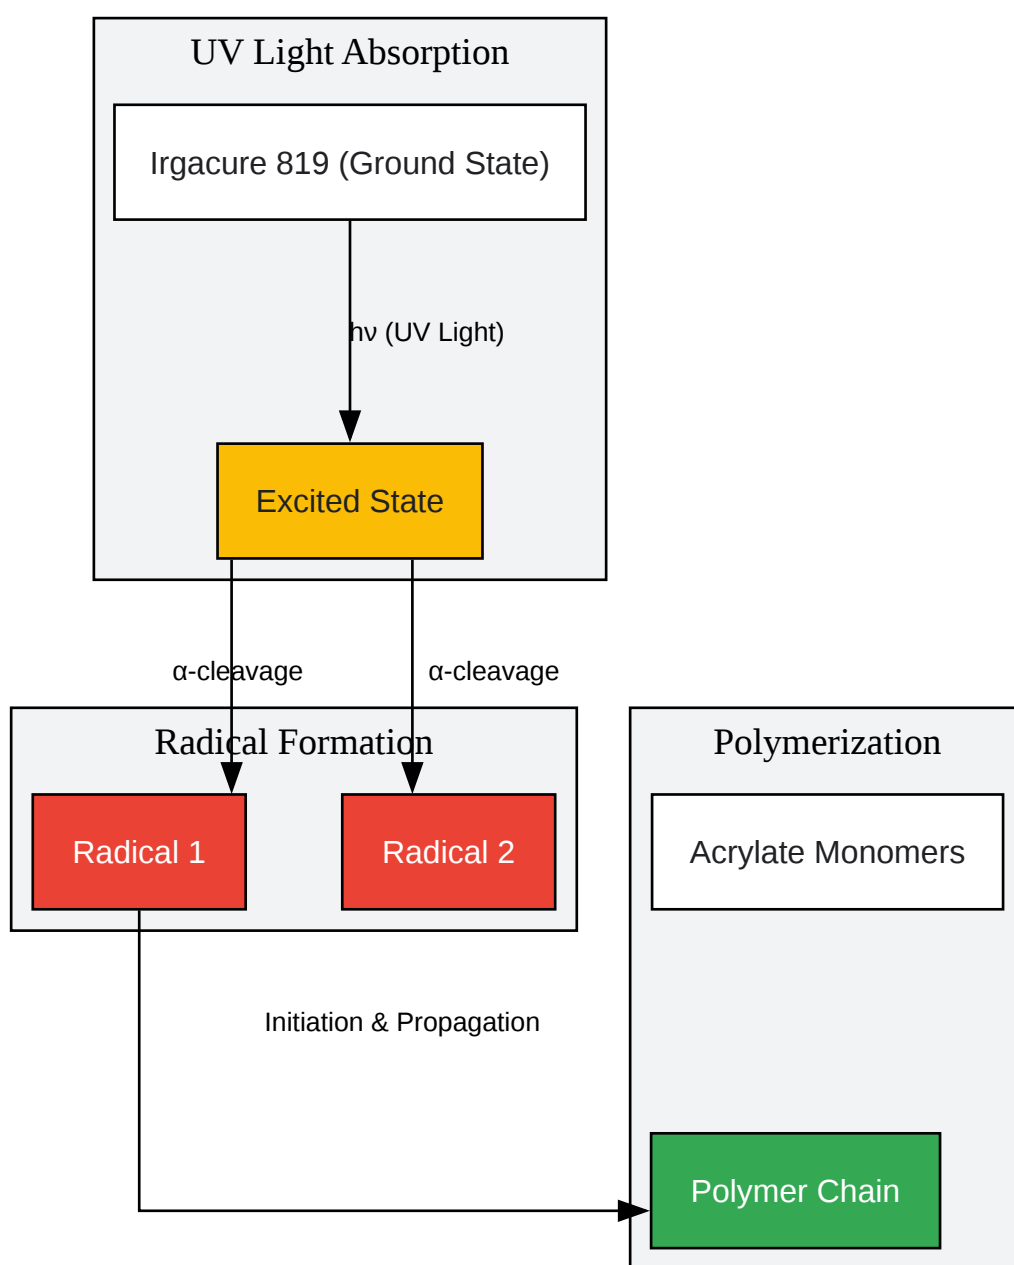 UV Light Absorption
Irgacure 819 (Ground State)
hν (UV Light)
Excited State
α-cleavage
α-cleavage
Radical Formation
Radical 1
Radical 2
Polymerization
Acrylate Monomers
Initiation & Propagation
Polymer Chain